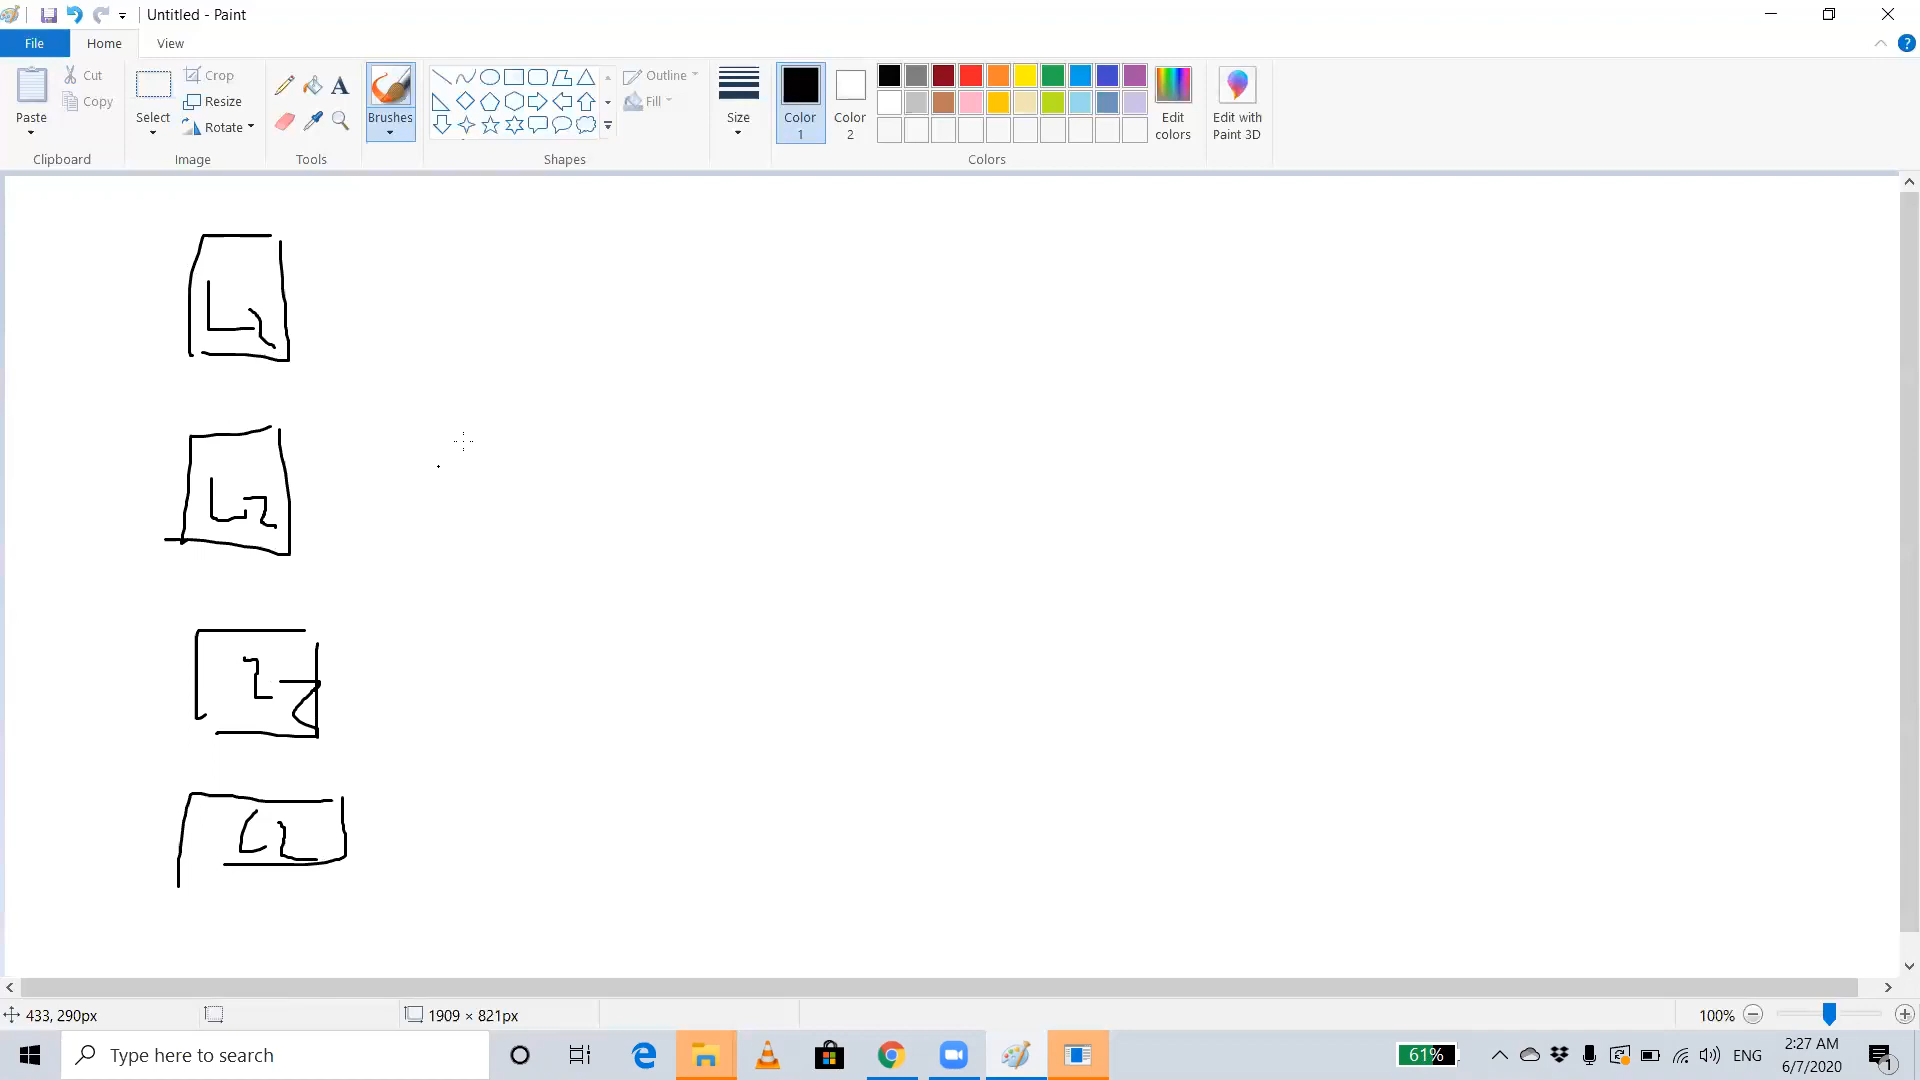 Untitled - Paint
File Home View
Paste
Cut
Copy
Clipboard
Select
Crop
Resize
Rotate
Image
A
Tools
Brushes
Shapes
Outline
Fill
Size
Color 1
Color 2
Edit colors
Colors
Edit with Paint 3D
?
L2
433, 290px 1909 × 821px 100%
Type here to search
61% ENG 2:27 AM
6/7/2020
1